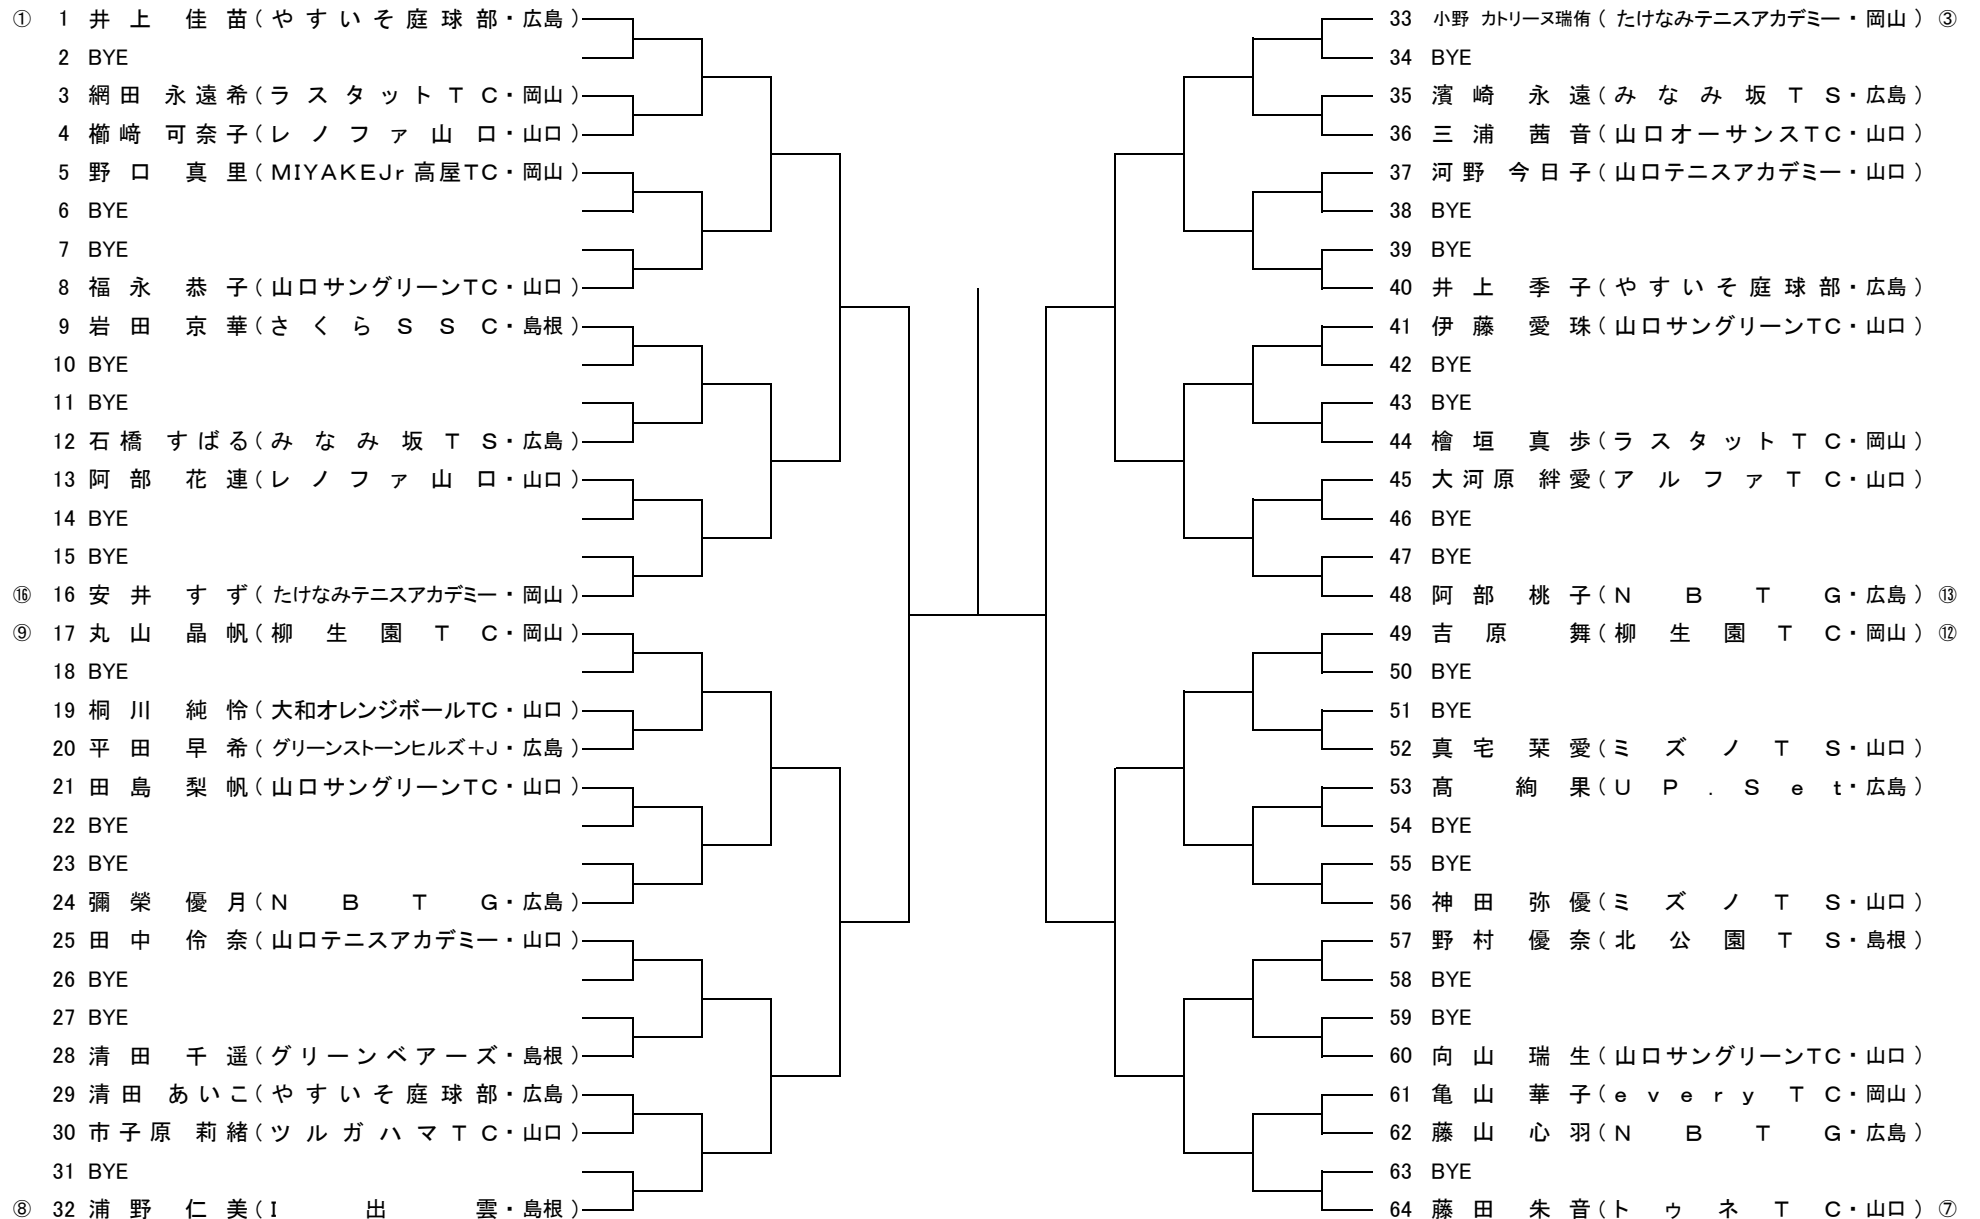 ① 1 井上 佳苗(やすいそ庭球部・広島)
2 BYE
3 網田 永遠希(ラスタットTC・岡山)
4 櫛﨑 可奈子(レノファ山口・山口)
5 野口 真里(MIYAKEJr 高屋TC・岡山)
6 BYE
7 BYE
8 福永 恭子(山口サングリーンTC・山口)
9 岩田 京華(さくらSSC・島根)
10 BYE
11 BYE
12 石橋 すばる(みなみ坂TS・広島)
13 阿部 花連(レノファ山口・山口)
14 BYE
15 BYE
⑯ 16 安井 すず(たけなみテニスアカデミー・岡山)
⑨ 17 丸山 晶帆(柳生園TC・岡山)
18 BYE
19 桐川 純怜(大和オレンジボールTC・山口)
20 平田 早希(グリーンストーンヒルズ+J・広島)
21 田島 梨帆(山口サングリーンTC・山口)
22 BYE
23 BYE
24 彌榮 優月(NBTG・広島)
25 田中 伶奈(山口テニスアカデミー・山口)
26 BYE
27 BYE
28 清田 千遥(グリーンベアーズ・島根)
29 清田 あいこ(やすいそ庭球部・広島)
30 市子原 莉緒(ツルガハマTC・山口)
31 BYE
⑧ 32 浦野 仁美(I出雲・島根)
33 小野 カトリーヌ瑞侑(たけなみテニスアカデミー・岡山) ③
34 BYE
35 濱崎 永遠(みなみ坂TS・広島)
36 三浦 茜音(山口オーサンスTC・山口)
37 河野 今日子(山口テニスアカデミー・山口)
38 BYE
39 BYE
40 井上 季子(やすいそ庭球部・広島)
41 伊藤 愛珠(山口サングリーンTC・山口)
42 BYE
43 BYE
44 檜垣 真歩(ラスタットTC・岡山)
45 大河原 絆愛(アルファTC・山口)
46 BYE
47 BYE
48 阿部 桃子(NBTG・広島) ⑬
49 吉原 舞(柳生園TC・岡山) ⑫
50 BYE
51 BYE
52 真宅 栞愛(ミズノTS・山口)
53 髙 絢果(UP.Set・広島)
54 BYE
55 BYE
56 神田 弥優(ミズノTS・山口)
57 野村 優奈(北公園TS・島根)
58 BYE
59 BYE
60 向山 瑞生(山口サングリーンTC・山口)
61 亀山 華子(everyTC・岡山)
62 藤山 心羽(NBTG・広島)
63 BYE
64 藤田 朱音(トゥネTC・山口) ⑦